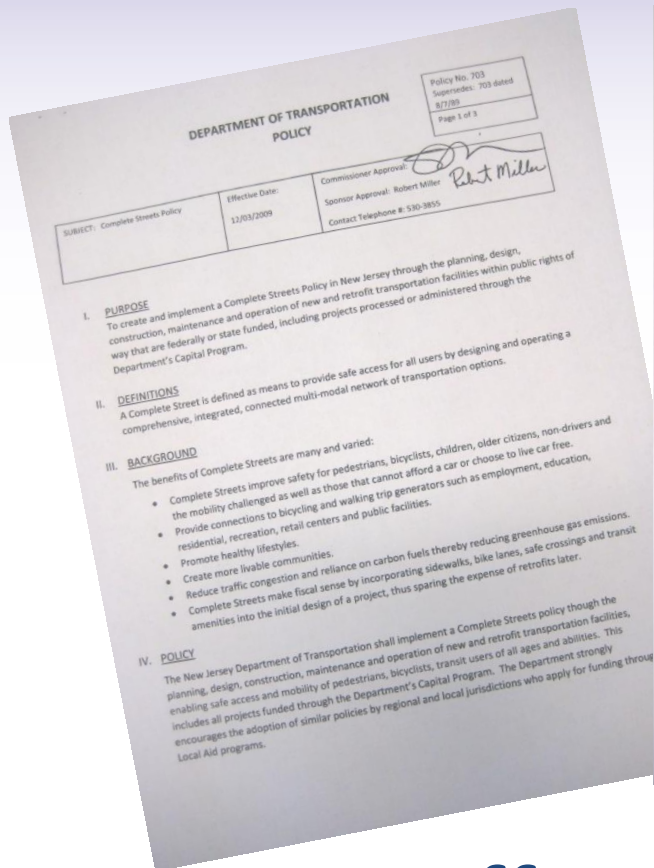 DEPARTMENT OF TRANSPORTATION
POLICY
Policy No. 703
Supersedes: 703 dated
8/7/89
Page 1 of 3
SUBJECT: Complete Streets Policy
Effective Date:
12/03/2009
Commissioner Approval:
Sponsor Approval: Robert Miller
Robert Miller
Contact Telephone #: 530-3855
I. PURPOSE
To create and implement a Complete Streets Policy in New Jersey through the planning, design,
construction, maintenance and operation of new and retrofit transportation facilities within public rights of
way that are federally or state funded, including projects processed or administered through the
Department's Capital Program.
II. DEFINITIONS
A Complete Street is defined as means to provide safe access for all users by designing and operating a
comprehensive, integrated, connected multi-modal network of transportation options.
III. BACKGROUND
The benefits of Complete Streets are many and varied:
• Complete Streets improve safety for pedestrians, bicyclists, children, older citizens, non-drivers and
the mobility challenged as well as those that cannot afford a car or choose to live car free.
• Provide connections to bicycling and walking trip generators such as employment, education,
residential, recreation, retail centers and public facilities.
• Promote healthy lifestyles.
• Create more livable communities.
• Reduce traffic congestion and reliance on carbon fuels thereby reducing greenhouse gas emissions.
• Complete Streets make fiscal sense by incorporating sidewalks, bike lanes, safe crossings and transit
amenities into the initial design of a project, thus sparing the expense of retrofits later.
IV. POLICY
The New Jersey Department of Transportation shall implement a Complete Streets policy though the
planning, design, construction, maintenance and operation of new and retrofit transportation facilities,
enabling safe access and mobility of pedestrians, bicyclists, transit users of all ages and abilities. This
includes all projects funded through the Department's Capital Program. The Department strongly
encourages the adoption of similar policies by regional and local jurisdictions who apply for funding throug
Local Aid programs.